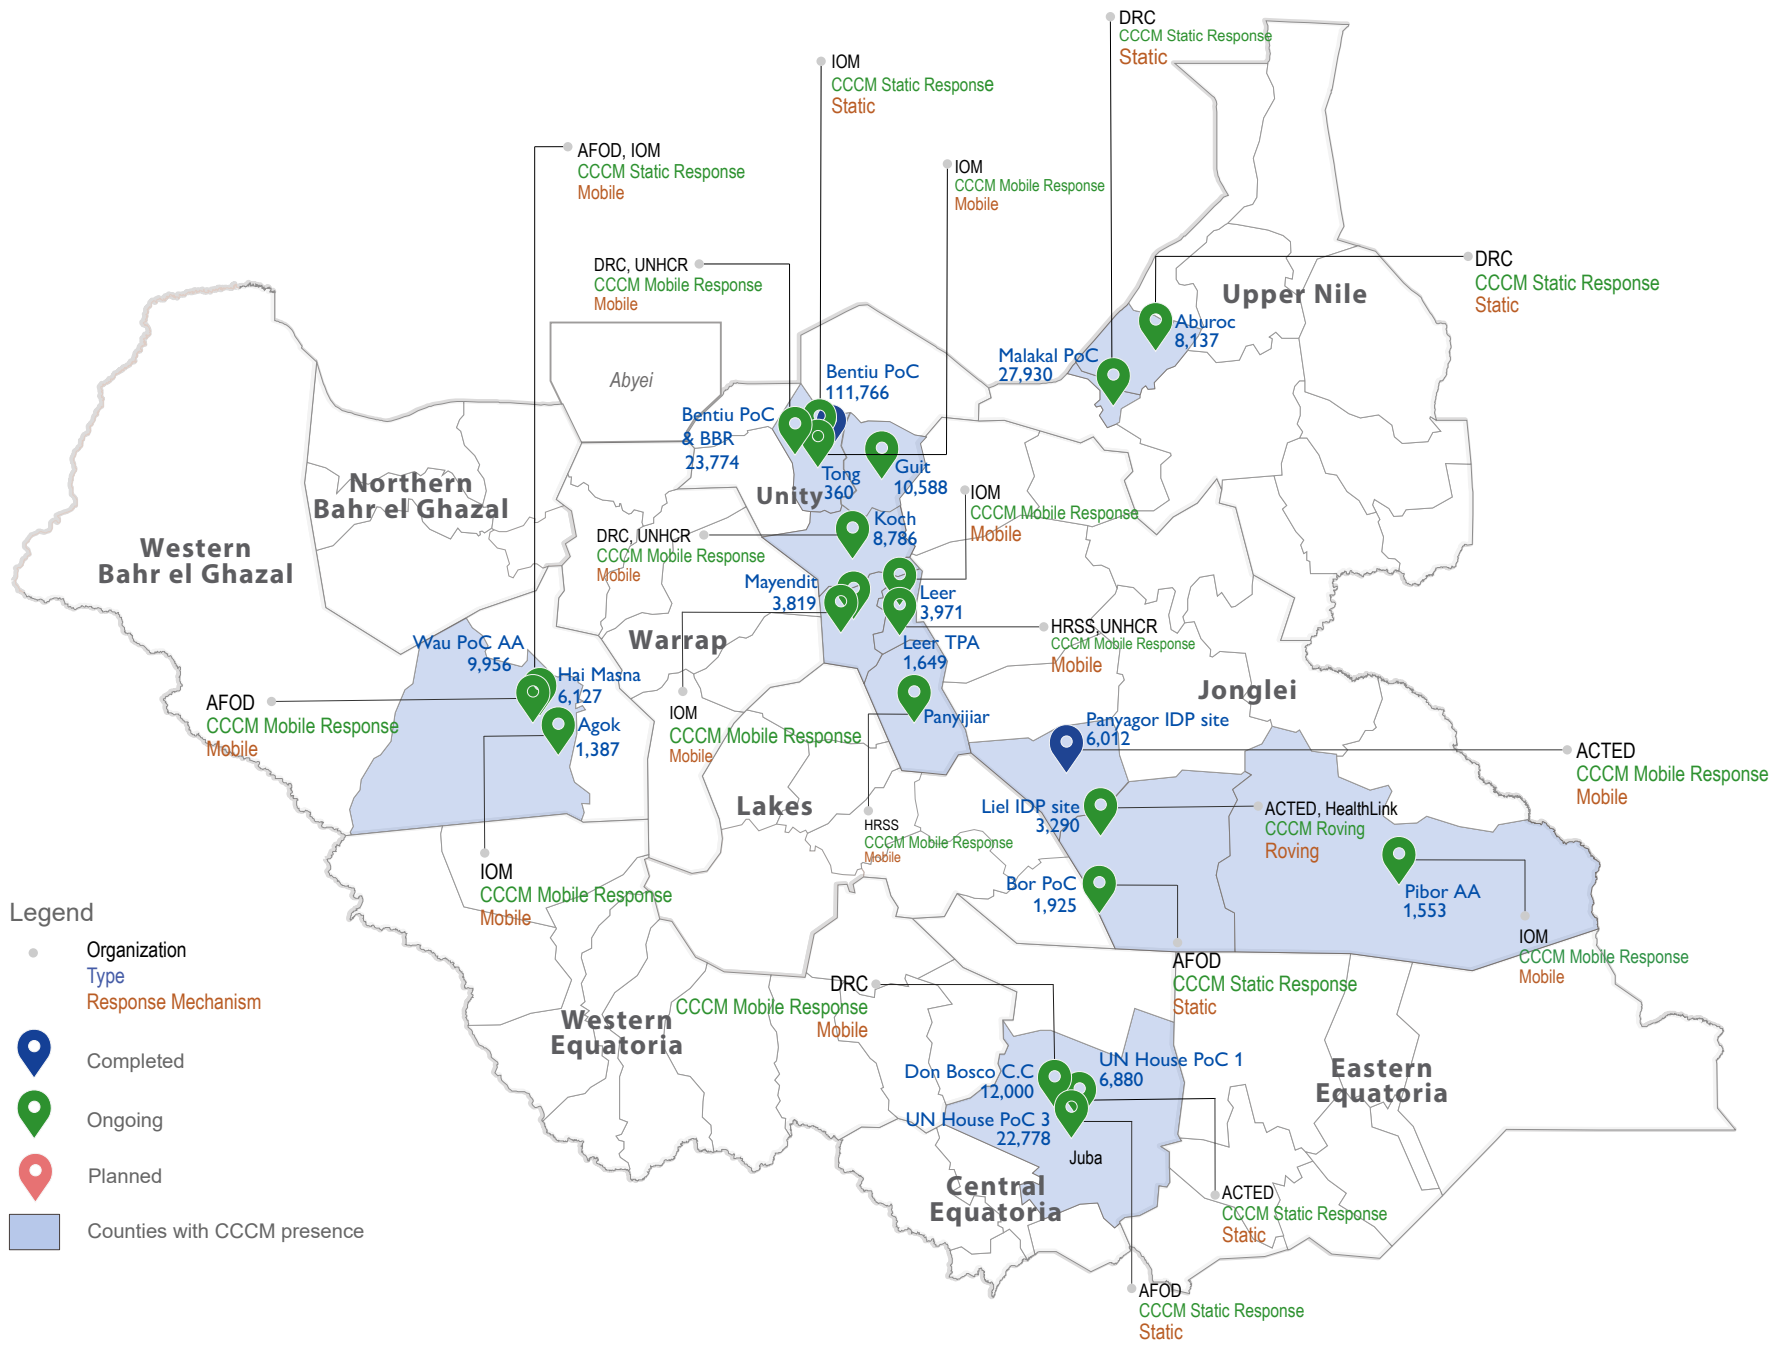 DRC
CCCM Static Response
Static
IOM
CCCM Static Response
Static
AFOD, IOM
CCCM Static Response
Mobile
IOM
CCCM Mobile Response
Mobile
DRC, UNHCR
CCCM Mobile Response
Mobile
DRC
CCCM Static Response
Static
Upper Nile
Aburoc
8,137
Malakal PoC
27,930
Abyei
Bentiu PoC
111,766
Bentiu PoC
& BBR
23,774
Tong
360
Guit
10,588
Unity
Northern
Bahr el Ghazal
IOM
CCCM Mobile Response
Mobile
Koch
8,786
DRC, UNHCR
CCCM Mobile Response
Mobile
Western
Bahr el Ghazal
Mayendit
3,819
Leer
3,971
HRSS,UNHCR
CCCM Mobile Response
Mobile
Leer TPA
1,649
Warrap
Wau PoC AA
9,956
Hai Masna
6,127
Agok
1,387
AFOD
CCCM Mobile Response
Mobile
IOM
CCCM Mobile Response
Mobile
Panyijiar
Jonglei
Panyagor IDP site
6,012
ACTED
CCCM Mobile Response
Mobile
Lakes
HRSS
CCCM Mobile Response
Mobile
Liel IDP site
3,290
ACTED, HealthLink
CCCM Roving
Roving
IOM
CCCM Mobile Response
Mobile
Bor PoC
1,925
Pibor AA
1,553
IOM
CCCM Mobile Response
Mobile
AFOD
CCCM Static Response
Static
DRC
CCCM Mobile Response
Mobile
Western
Equatoria
Don Bosco C.C
12,000
UN House PoC 1
6,880
UN House PoC 3
22,778
Juba
Eastern
Equatoria
Central
Equatoria
ACTED
CCCM Static Response
Static
AFOD
CCCM Static Response
Static
Legend
Organization
Type
Response Mechanism
Completed
Ongoing
Planned
Counties with CCCM presence